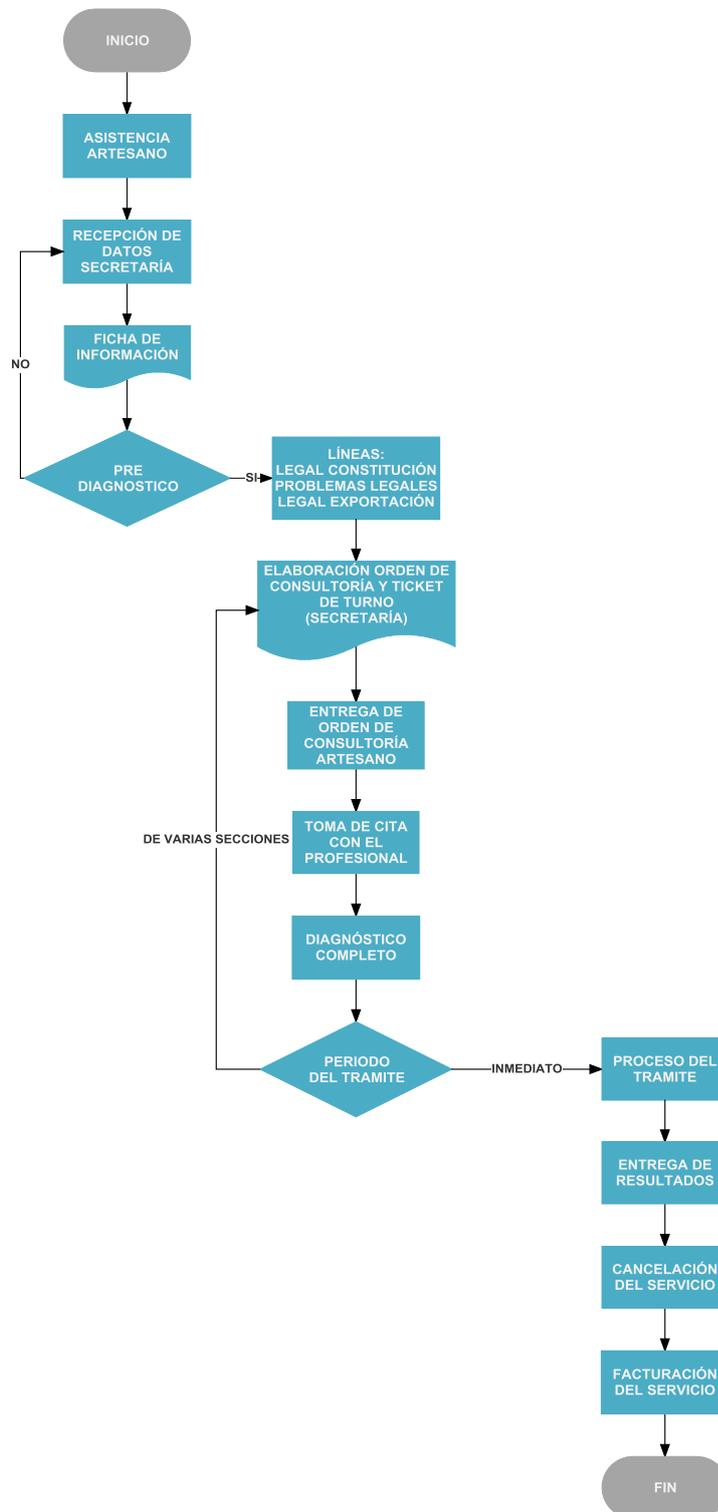 INICIO
ASISTENCIA
ARTESANO
RECEPCIÓN DE
DATOS
SECRETARÍA
FICHA DE
INFORMACIÓN
NO
PRE
DIAGNOSTICO
SI
LÍNEAS:
LEGAL CONSTITUCIÓN
PROBLEMAS LEGALES
LEGAL EXPORTACIÓN
ELABORACIÓN ORDEN DE
CONSULTORÍA Y TICKET
DE TURNO
(SECRETARÍA)
ENTREGA DE
ORDEN DE
CONSULTORÍA
ARTESANO
DE VARIAS SECCIONES
TOMA DE CITA
CON EL
PROFESIONAL
DIAGNÓSTICO
COMPLETO
PERIODO
DEL TRAMITE
INMEDIATO
PROCESO DEL
TRAMITE
ENTREGA DE
RESULTADOS
CANCELACIÓN
DEL SERVICIO
FACTURACIÓN
DEL SERVICIO
FIN